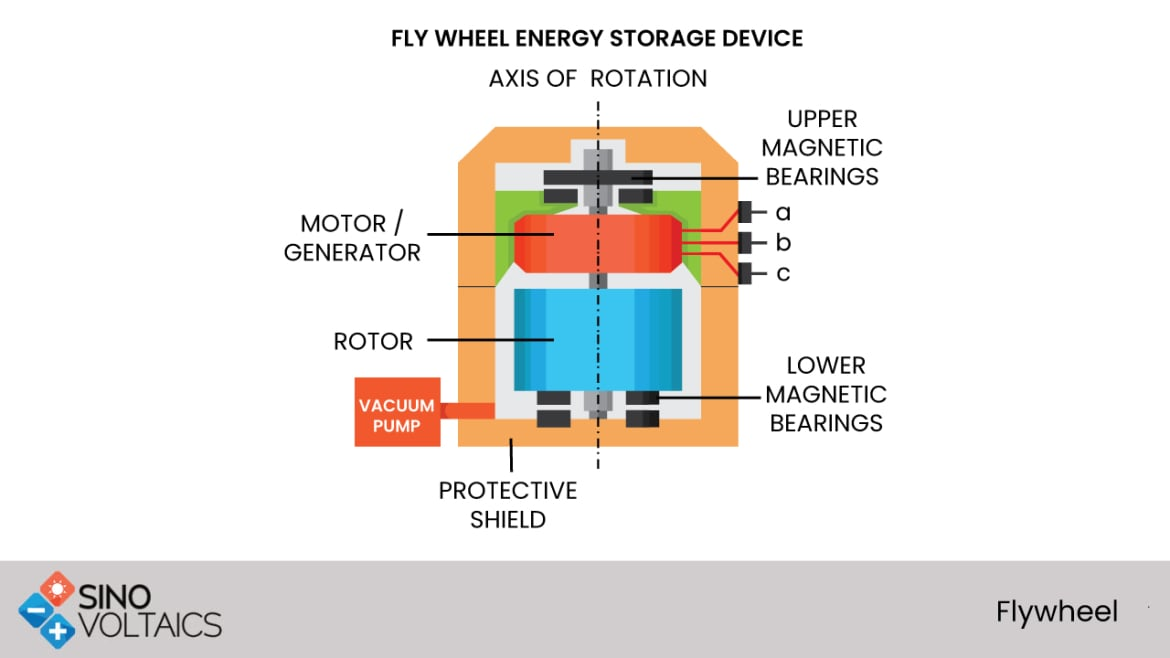 FLY WHEEL ENERGY STORAGE DEVICE
AXIS OF ROTATION
UPPER
MAGNETIC
BEARINGS
a
b
c
MOTOR /
GENERATOR
ROTOR
LOWER
MAGNETIC
BEARINGS
VACUUM
PUMP
PROTECTIVE
SHIELD
SINO
VOLTAICS
Flywheel